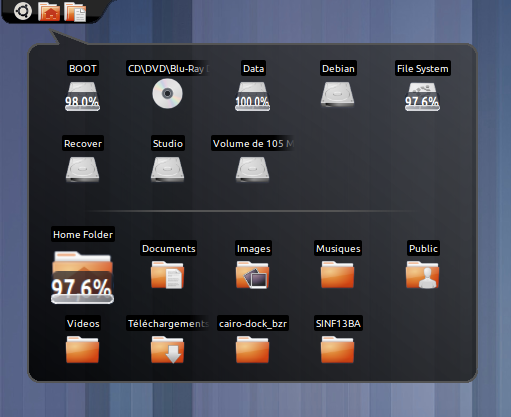 BOOT
CD\DVD\Blu-Ray
Data
Debian
File System
98.0%
100.0%
97.6%
Recover
Studio
Volume de 105 M
Home Folder
Documents
Images
Musiques
Public
97.6%
Videos
Téléchargements
cairo-dock_bzr
SINF13BA